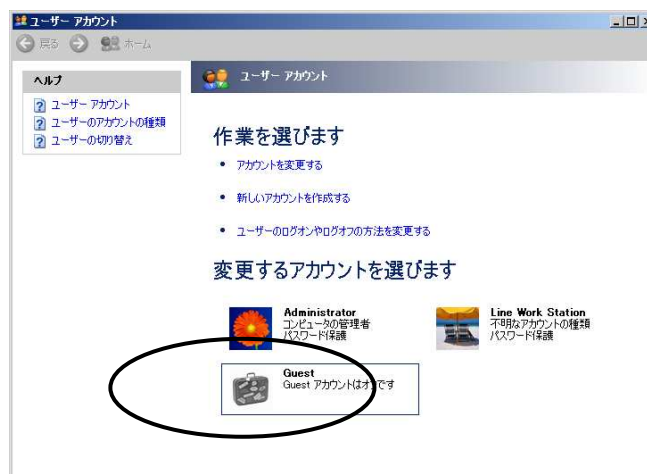 ユーザー アカウント
戻る
ホーム
ヘルプ
ユーザー アカウント
ユーザーのアカウントの種類
ユーザーの切り替え
ユーザー アカウント
作業を選びます
アカウントを変更する
新しいアカウントを作成する
ユーザーのログオンやログオフの方法を変更する
変更するアカウントを選びます
Administrator
コンピュータの管理者
パスワード保護
Line Work Station
不明なアカウントの種類
パスワード保護
Guest
Guest アカウントはオフです